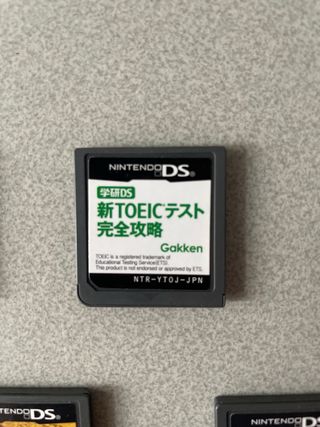 NINTENDO DS
学研DS
新TOEIC®テスト
完全攻略
Gakken
TOEIC is a registered trademark of
Educational Testing Service(ETS).
This product is not endorsed or approved by ETS.
NTR-YTOJ-JPN
NTENDO DS
NINTENDO DS